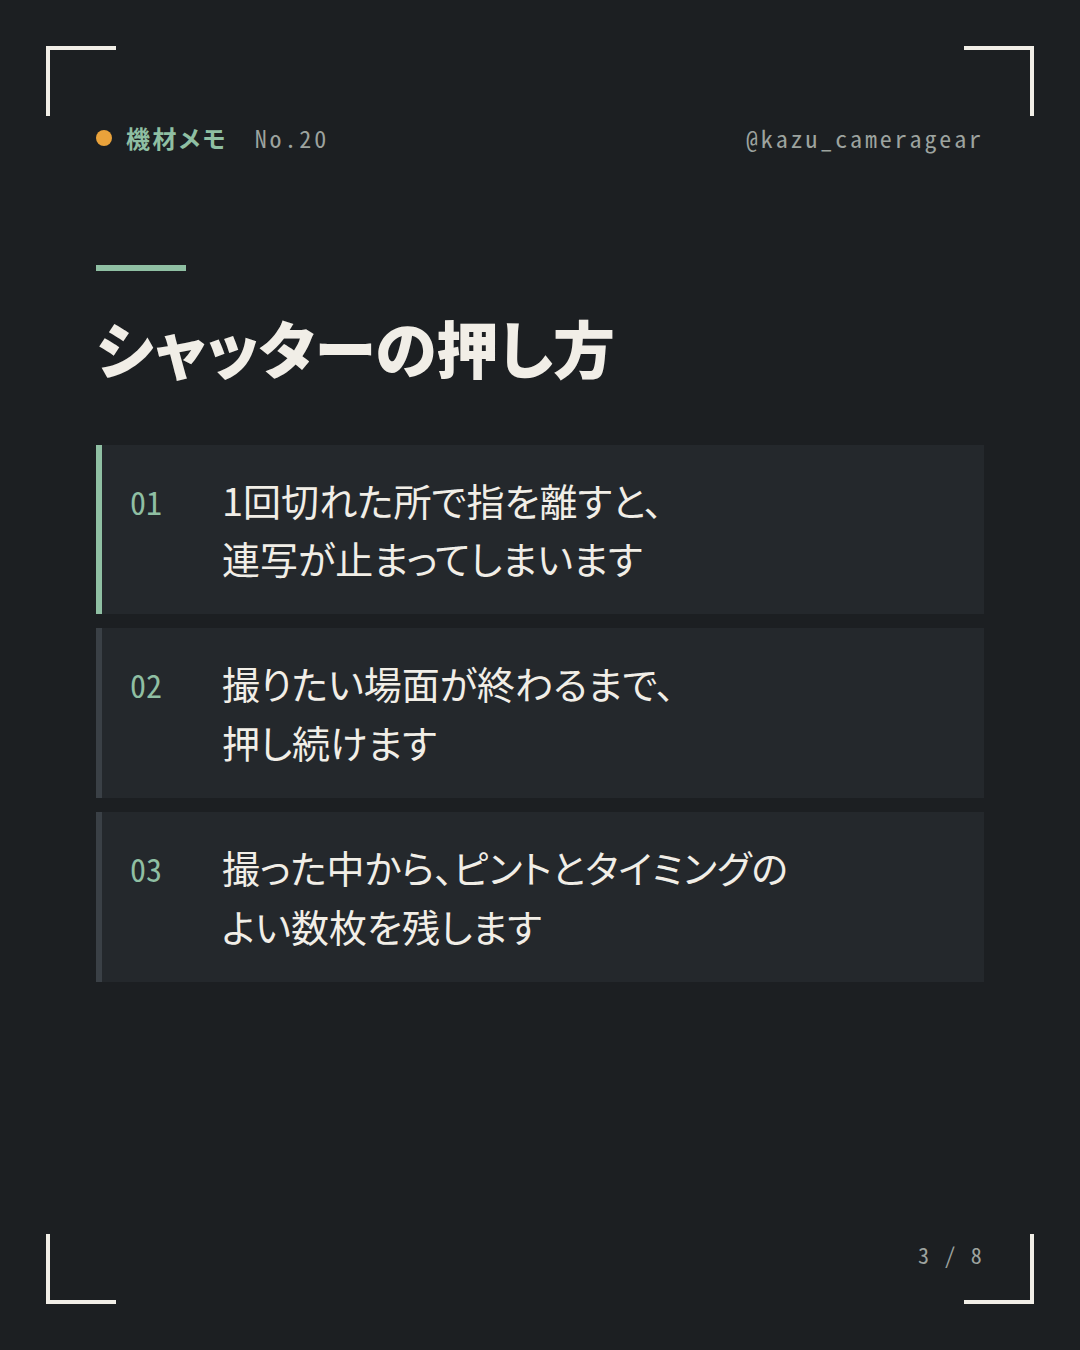 機材メモ No.20
@kazu_cameragear
シャッターの押し方
01
1回切れた所で指を離すと、
連写が止まってしまいます
02
撮りたい場面が終わるまで、
押し続けます
03
撮った中から、ピントとタイミングの
よい数枚を残します
3 / 8